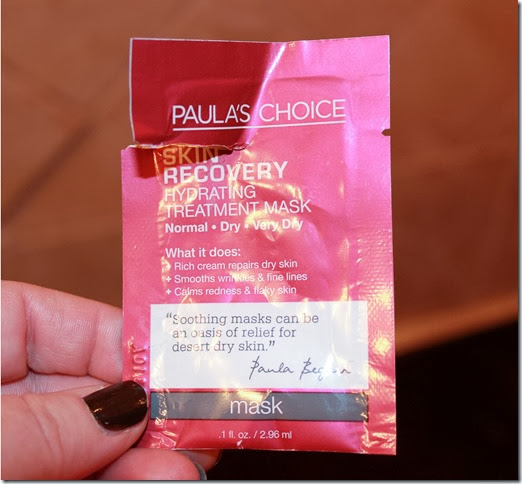 PAULA'S CHOICE
SKIN
RECOVERY
HYDRATING
TREATMENT MASK
Normal • Dry • Very Dry
What it does:
+ Rich cream repairs dry skin
+ Smooths wrinkles & fine lines
+ Calms redness & flaky skin
"Soothing masks can be
an oasis of relief for
desert dry skin."
Paula Begoun
mask
.1 fl. oz. / 2.96 ml